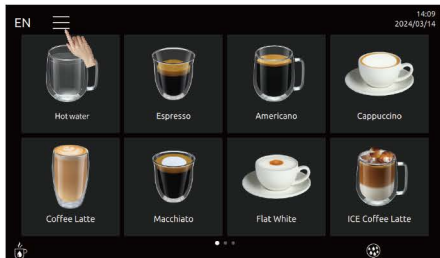 EN
14:09
2024/03/14
Hot water
Espresso
Americano
Cappuccino
Coffee Latte
Macchiato
Flat White
ICE Coffee Latte